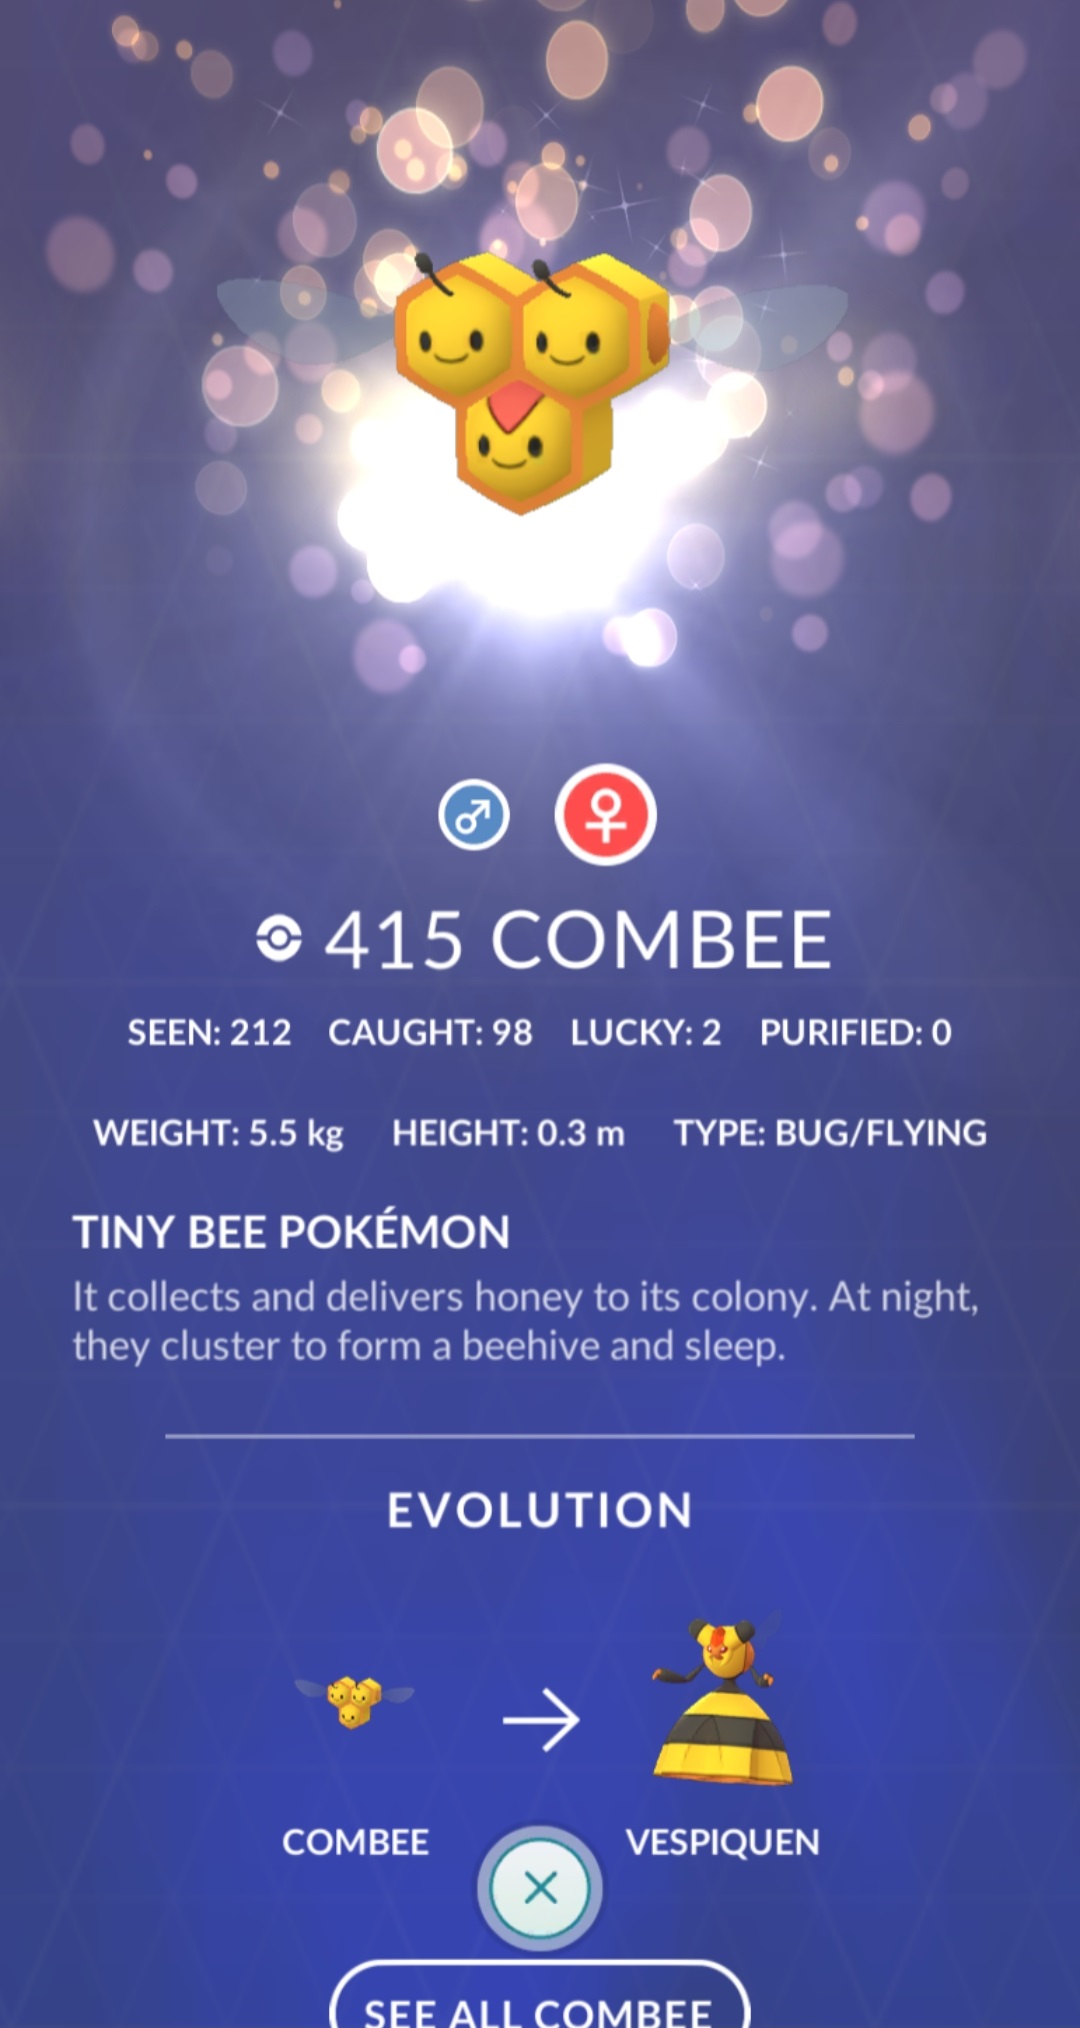 415 COMBEE
SEEN: 212 CAUGHT: 98 LUCKY: 2 PURIFIED: 0
WEIGHT: 5.5 kg HEIGHT: 0.3 m TYPE: BUG/FLYING
TINY BEE POKÉMON
It collects and delivers honey to its colony. At night,
they cluster to form a beehive and sleep.
EVOLUTION
COMBEE VESPIQUEN
SEE ALL COMBEE